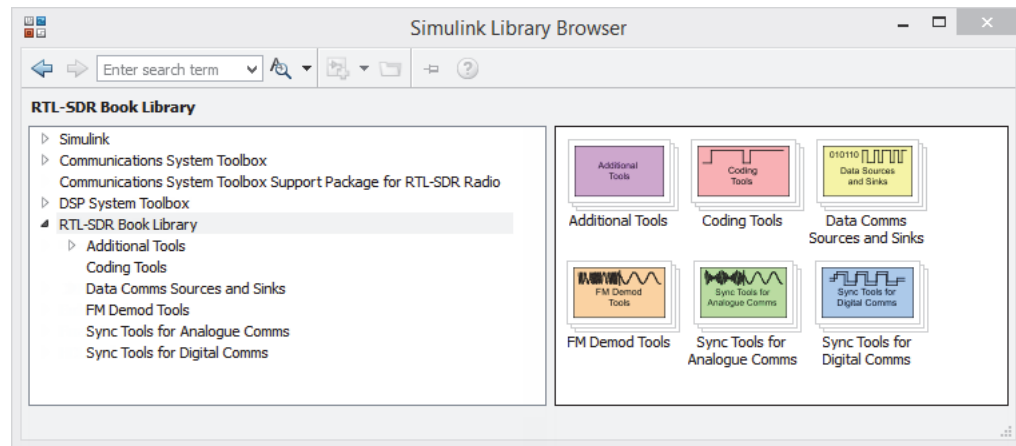 Simulink Library Browser
Enter search term
RTL-SDR Book Library
Simulink
Communications System Toolbox
Communications System Toolbox Support Package for RTL-SDR Radio
DSP System Toolbox
RTL-SDR Book Library
Additional Tools
Coding Tools
Data Comms Sources and Sinks
FM Demod Tools
Sync Tools for Analogue Comms
Sync Tools for Digital Comms
Additional
Tools
Additional Tools
Coding
Tools
Coding Tools
010110
Data Sources
and Sinks
Data Comms
Sources and Sinks
FM Demod
Tools
FM Demod Tools
Sync Tools for
Analogue Comms
Sync Tools for
Analogue Comms
Sync Tools for
Digital Comms
Sync Tools for
Digital Comms